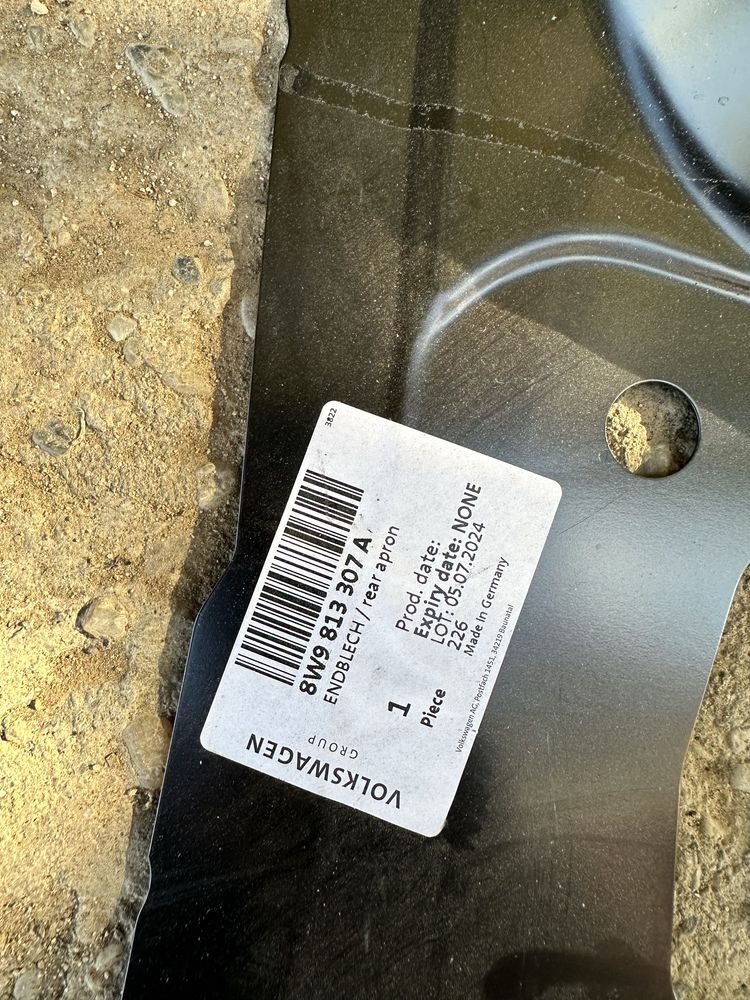 3822
8W9 813 307 A
ENDBLECH / rear apron
Prod. date:
Expiry date: NONE
LOT: 05.07.2024
226
Made In Germany
1
Piece
Volkswagen AG, Postfach 1453, 34219 Baunatal
VOLKSWAGEN
GROUP